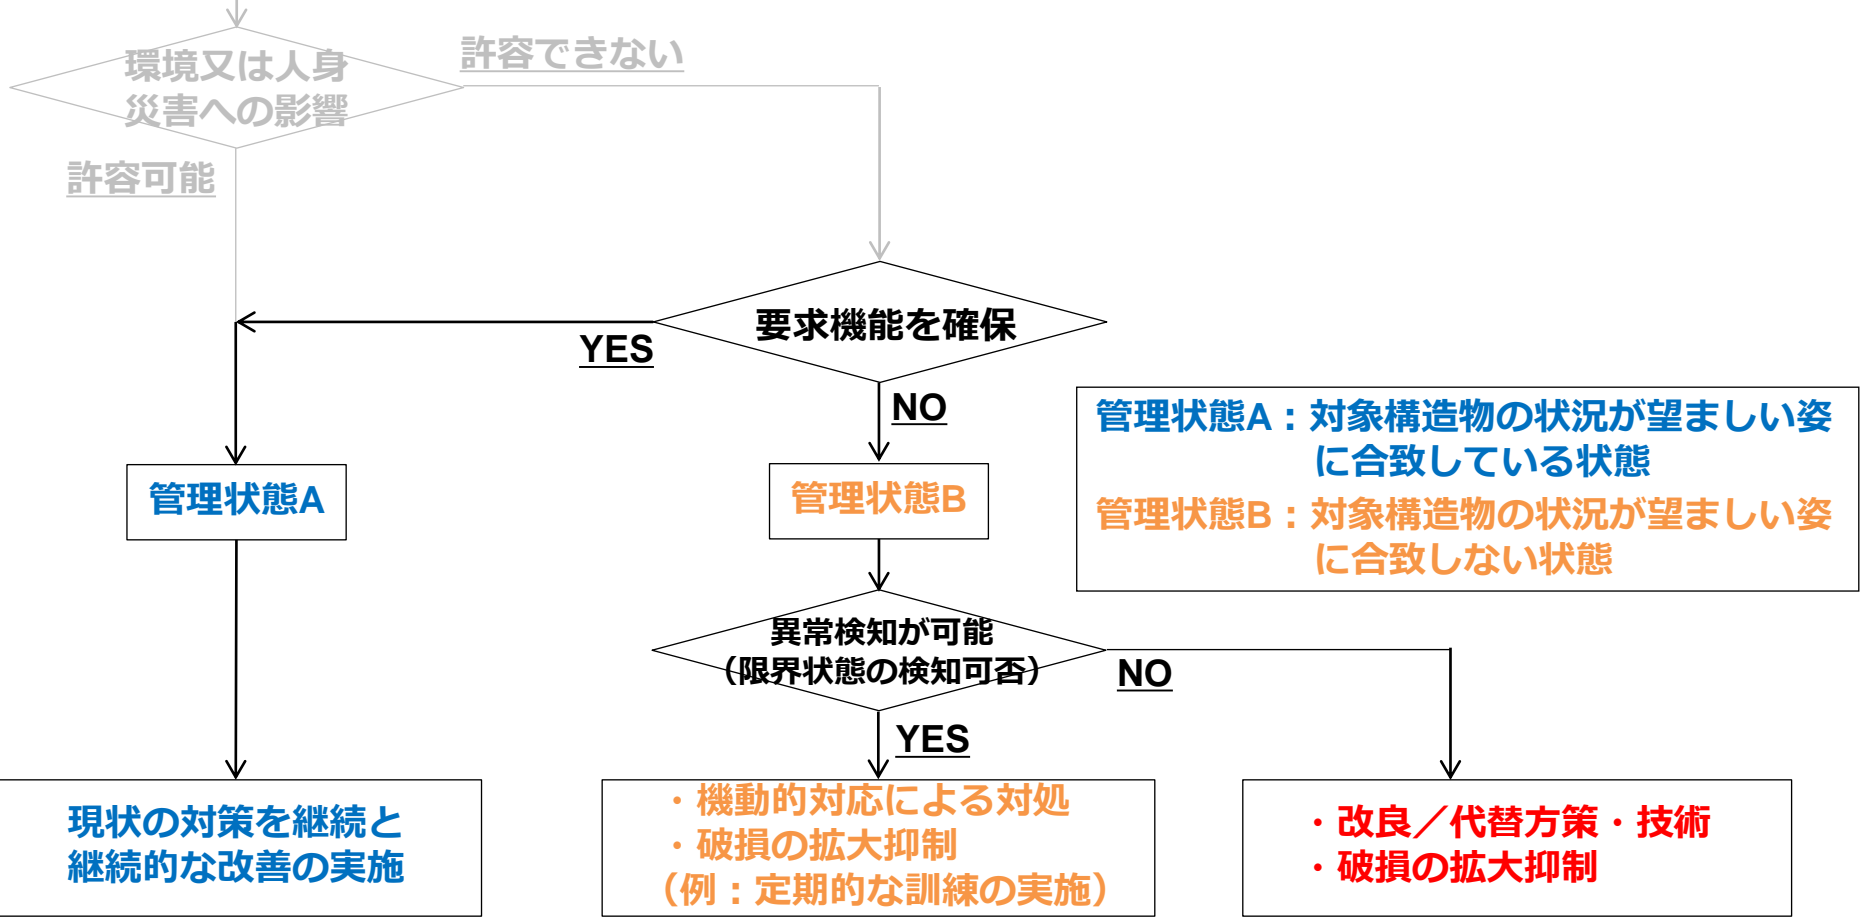 環境又は人身
災害への影響
許容できない
許容可能
要求機能を確保
YES
NO
管理状態A：対象構造物の状況が望ましい姿
に合致している状態
管理状態B：対象構造物の状況が望ましい姿
に合致しない状態
管理状態A
管理状態B
異常検知が可能
（限界状態の検知可否）
NO
YES
現状の対策を継続と
継続的な改善の実施
・機動的対応による対処
・破損の拡大抑制
（例：定期的な訓練の実施）
・改良／代替方策・技術
・破損の拡大抑制